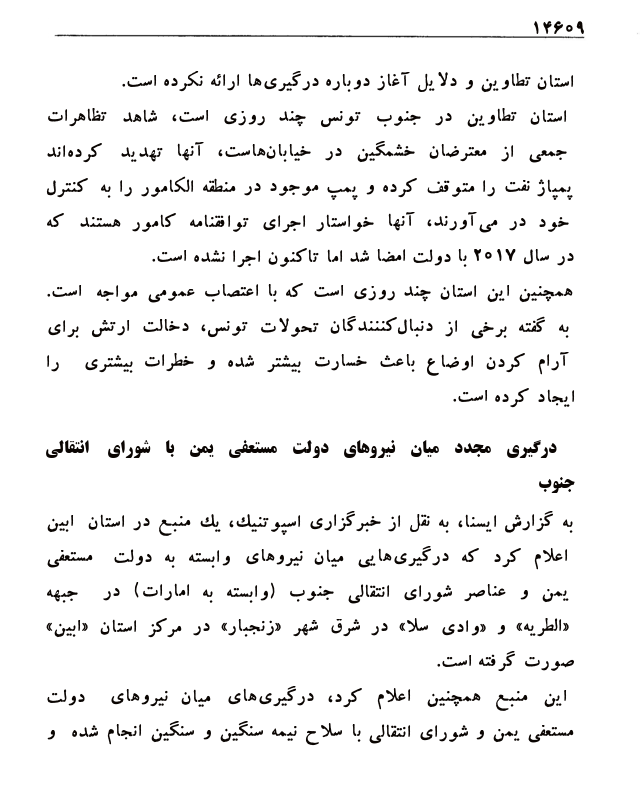 ۱۴۶۰۹
استان تطاوین و دلایل آغاز دوباره درگیری‌ها ارائه نکرده است.
استان تطاوین در جنوب تونس چند روزی است، شاهد تظاهرات
جمعی از معترضان خشمگین در خیابان‌هاست، آنها تهدید کرده‌اند
پمپاژ نفت را متوقف کرده و پمپ موجود در منطقه الکامور را به کنترل
خود در می‌آورند، آنها خواستار اجرای توافقنامه کامور هستند که
در سال ۲۰۱۷ با دولت امضا شد اما تاکنون اجرا نشده است.
همچنین این استان چند روزی است که با اعتصاب عمومی مواجه است.
به گفته برخی از دنبال‌کنندگان تحولات تونس، دخالت ارتش برای
آرام کردن اوضاع باعث خسارت بیشتر شده و خطرات بیشتری را
ایجاد کرده است.
درگیری مجدد میان نیروهای دولت مستعفی یمن با شورای انتقالی
جنوب
به گزارش ایسنا، به نقل از خبرگزاری اسپوتنیك، یك منبع در استان ابین
اعلام کرد که درگیری‌هایی میان نیروهای وابسته به دولت مستعفی
یمن و عناصر شورای انتقالی جنوب (وابسته به امارات) در جبهه
«الطریه» و «وادی سلا» در شرق شهر «زنجبار» در مرکز استان «ابین»
صورت گرفته است.
این منبع همچنین اعلام کرد، درگیری‌های میان نیروهای دولت
مستعفی یمن و شورای انتقالی با سلاح نیمه سنگین و سنگین انجام شده و